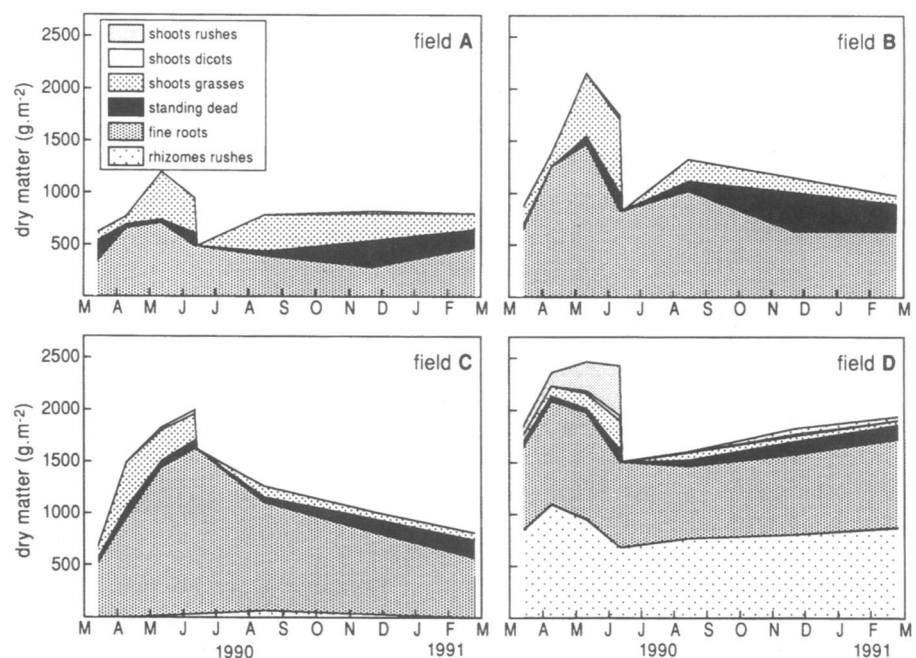 field A
2500
2000
1500
1000
500
dry matter (g.m-2)
shoots rushes
shoots dicots
shoots grasses
standing dead
fine roots
rhizomes rushes
M A M J J A S O N D J F M
field B
M A M J J A S O N D J F M
field C
2500
2000
1500
1000
500
dry matter (g.m-2)
M A M J J A S O N D J F M
1990 1991
field D
M A M J J A S O N D J F M
1990 1991